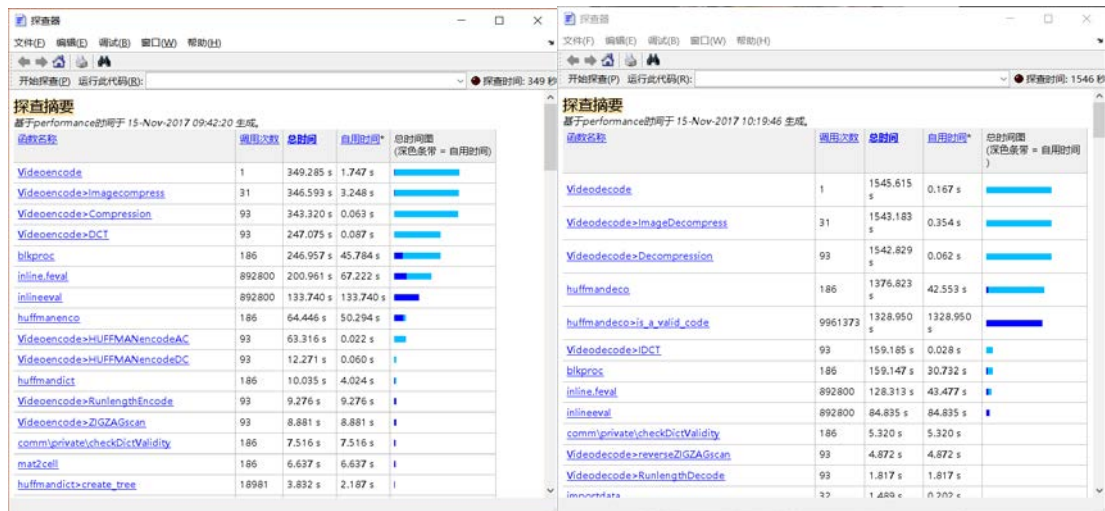 探查器
文件(F) 编辑(E) 调试(B) 窗口(W) 帮助(H)
开始探查(P) 运行此代码(R): 探查时间: 349 秒
探查摘要
基于performance时间于 15-Nov-2017 09:42:20 生成。
函数名称 调用次数 总时间 自用时间* 总时间图
(深色条带 = 自用时间)
Videoencode 1 349.285 s 1.747 s
Videoencode>Imagecompress 31 346.593 s 3.248 s
Videoencode>Compression 93 343.320 s 0.063 s
Videoencode>DCT 93 247.075 s 0.087 s
blkproc 186 246.957 s 45.784 s
inline.feval 892800 200.961 s 67.222 s
inlineeval 892800 133.740 s 133.740 s
huffmanenco 186 64.446 s 50.294 s
Videoencode>HUFFMANencodeAC 93 63.316 s 0.022 s
Videoencode>HUFFMANencodeDC 93 12.271 s 0.060 s
huffmandict 186 10.035 s 4.024 s
Videoencode>RunlengthEncode 93 9.276 s 9.276 s
Videoencode>ZIGZAGscan 93 8.881 s 8.881 s
comm\private\checkDictValidity 186 7.516 s 7.516 s
mat2cell 186 6.637 s 6.637 s
huffmandict>create_tree 18981 3.832 s 2.187 s
探查器
文件(F) 编辑(E) 调试(B) 窗口(W) 帮助(H)
开始探查(P) 运行此代码(R): 探查时间: 1546 秒
探查摘要
基于performance时间于 15-Nov-2017 10:19:46 生成。
函数名称 调用次数 总时间 自用时间* 总时间图
(深色条带 = 自用时间
)
Videodecode 1 1545.615 s 0.167 s
Videodecode>ImageDecompress 31 1543.183 s 0.354 s
Videodecode>Decompression 93 1542.829 s 0.062 s
huffmandeco 186 1376.823 s 42.553 s
huffmandeco>is_a_valid_code 9961373 1328.950 s 1328.950 s
Videodecode>IDCT 93 159.185 s 0.028 s
blkproc 186 159.147 s 30.732 s
inline.feval 892800 128.313 s 43.477 s
inlineeval 892800 84.835 s 84.835 s
comm\private\checkDictValidity 186 5.320 s 5.320 s
Videodecode>reverseZIGZAGscan 93 4.872 s 4.872 s
Videodecode>RunlengthDecode 93 1.817 s 1.817 s
importdata 32 1.489 s 0.202 s